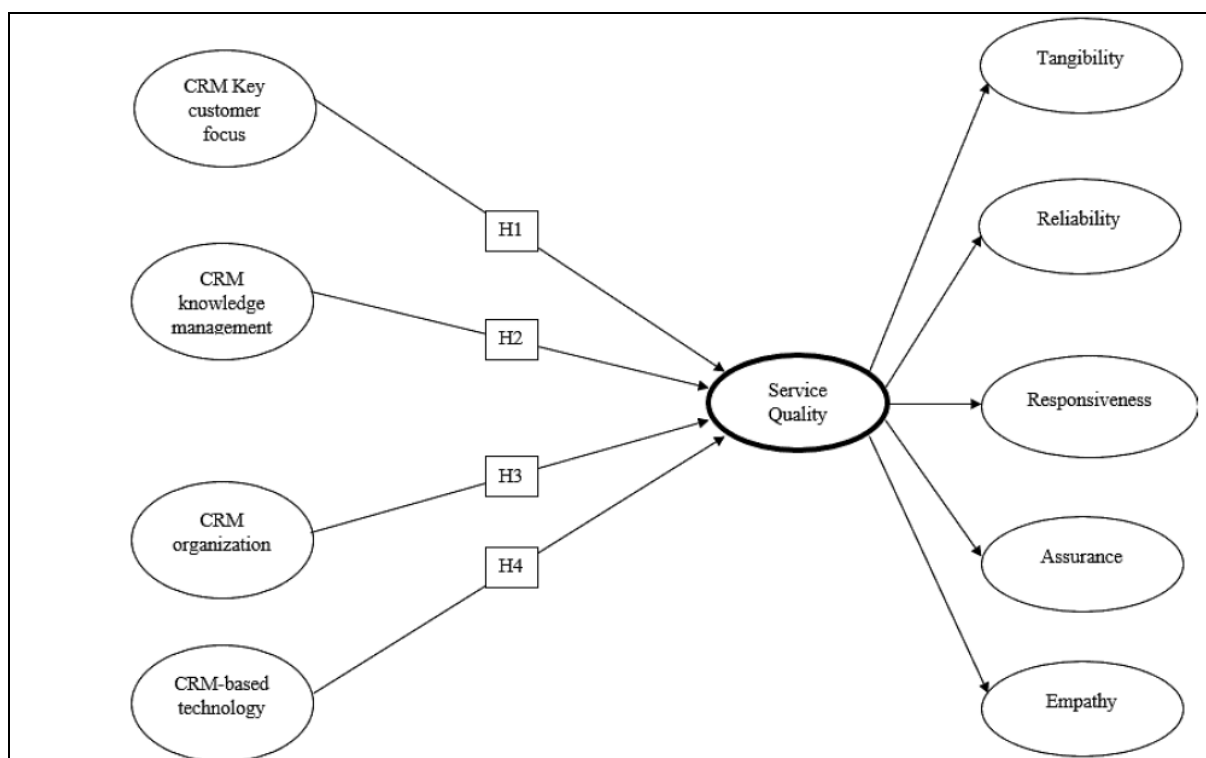 CRM Key
customer
focus
H1
CRM
knowledge
management
H2
CRM
organization
H3
CRM-based
technology
H4
Service
Quality
Tangibility
Reliability
Responsiveness
Assurance
Empathy